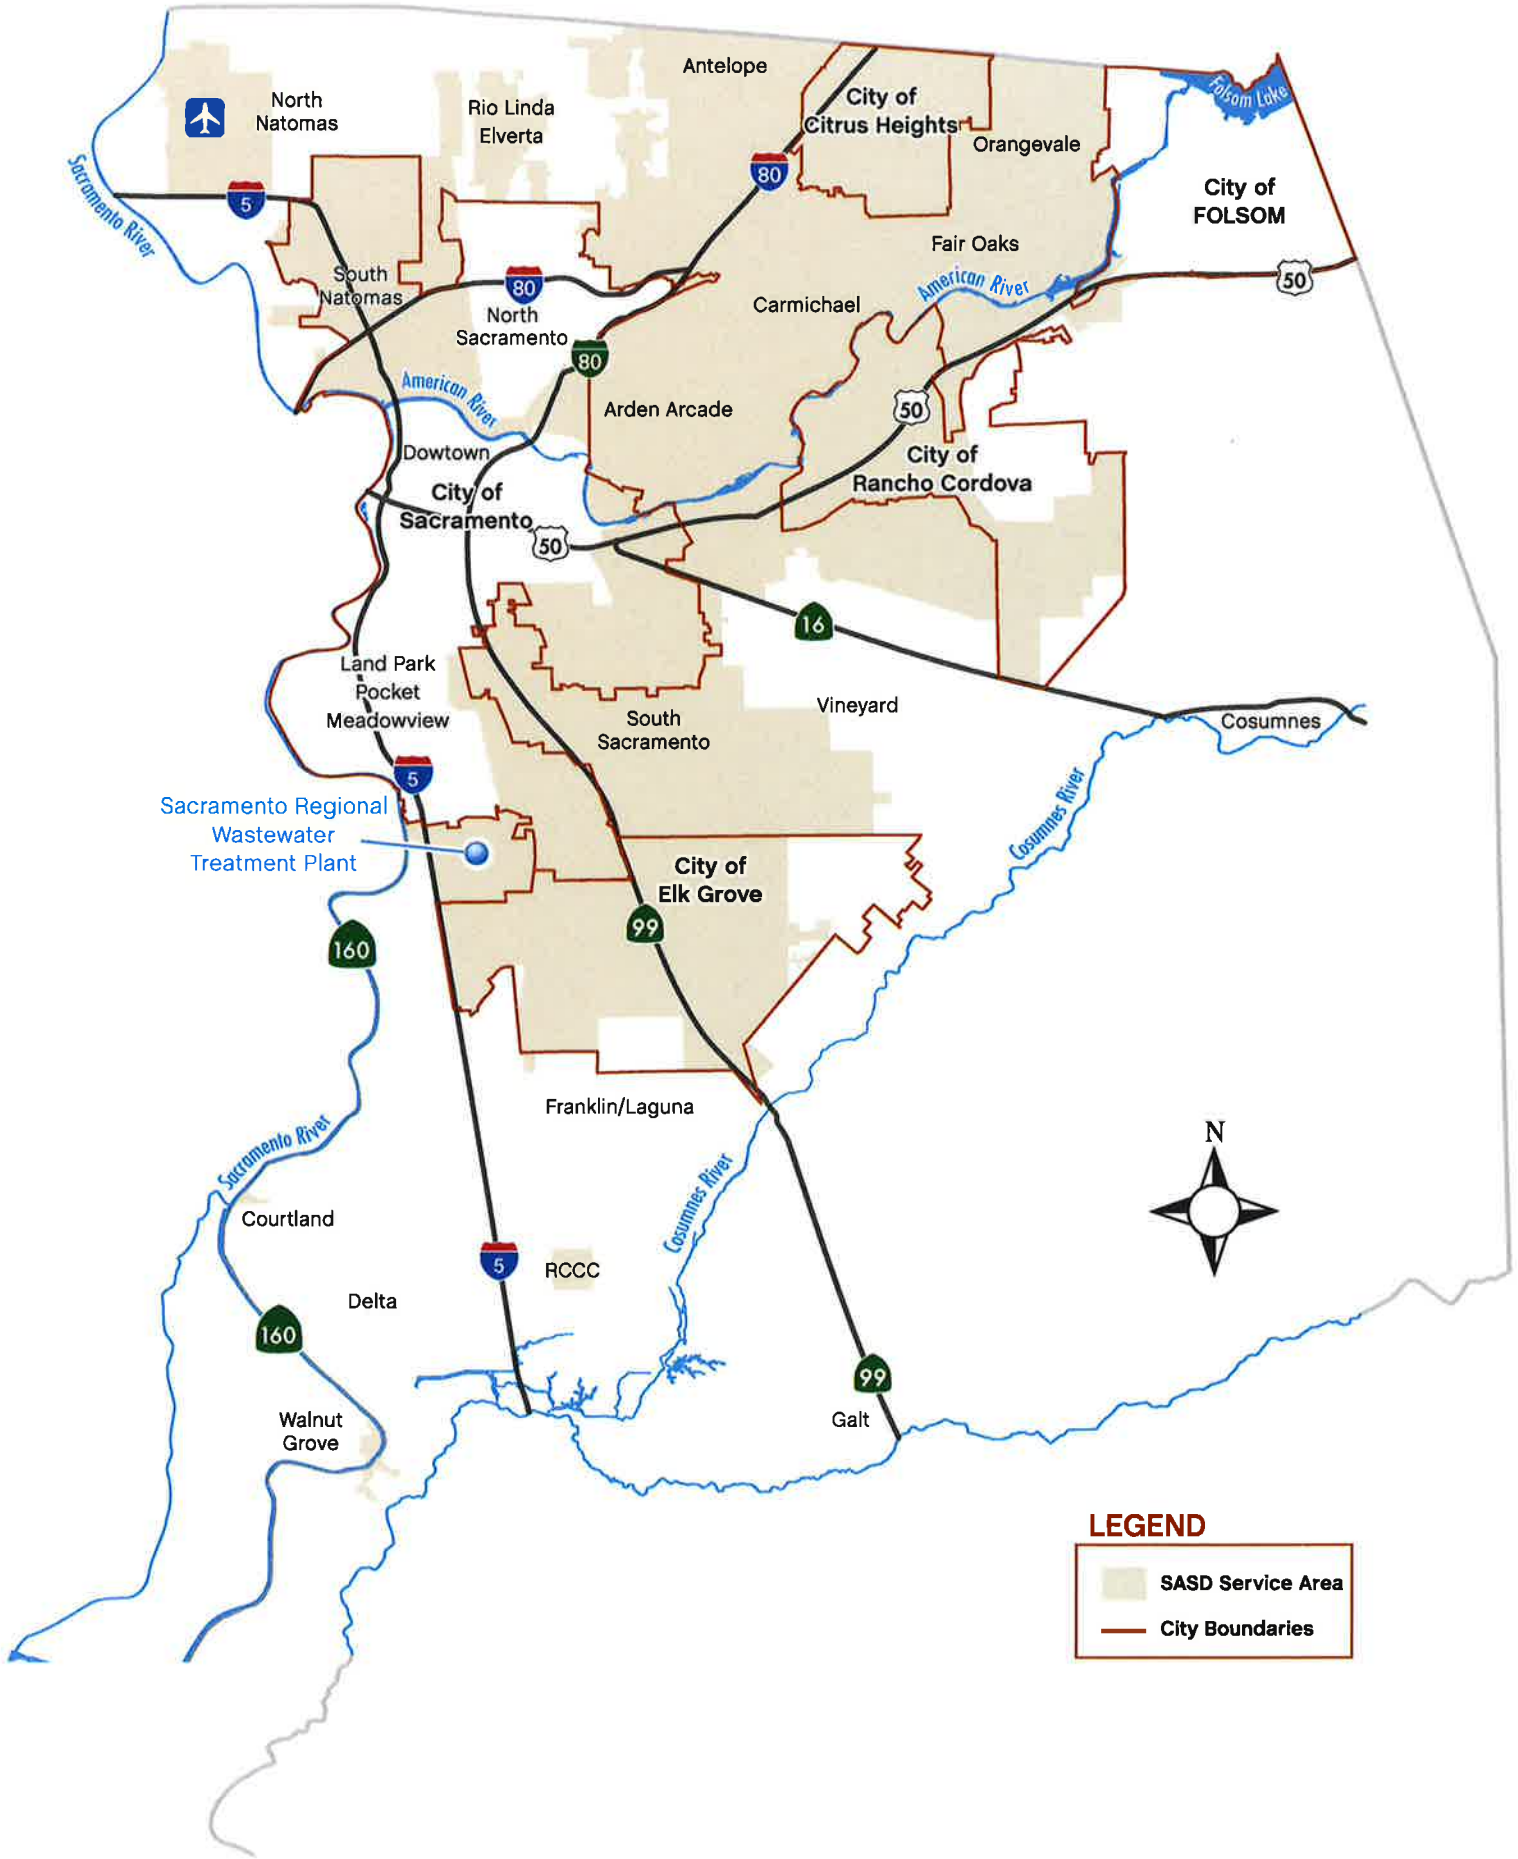 Antelope
City of
Citrus Heights
North
Natomas
Rio Linda
Elverta
Orangevale
Folsom Lake
80
City of
FOLSOM
5
Sacramento River
Fair Oaks
South
Natomas
80
American River
50
Carmichael
North
Sacramento
80
American River
Arden Arcade
50
Dowtown
City of
Rancho Cordova
City of
Sacramento
50
16
Land Park
Pocket
Meadowview
South
Sacramento
Vineyard
Cosumnes
5
Sacramento Regional
Wastewater
Treatment Plant
Cosumnes River
City of
Elk Grove
99
160
Franklin/Laguna
Sacramento River
N
Cosumnes River
Courtland
5
RCCC
Delta
160
99
Walnut
Grove
Galt
LEGEND
SASD Service Area
City Boundaries